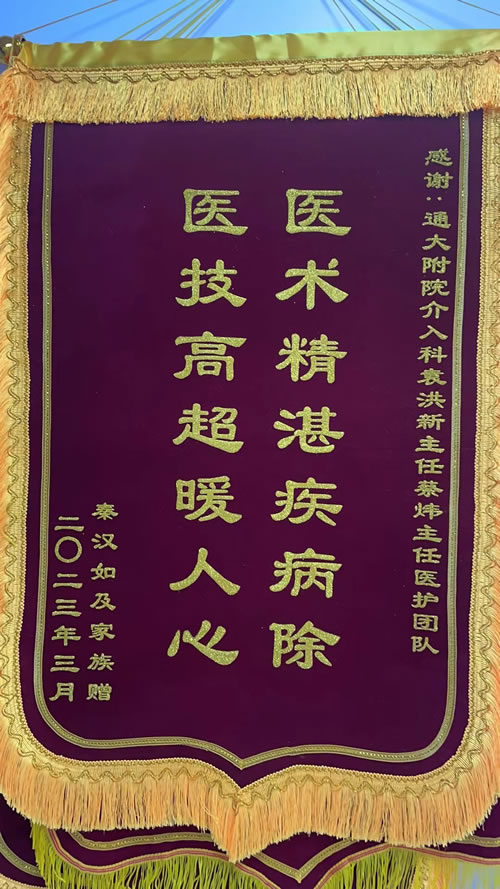 感谢:通大附院介入科袁洪新主任蔡炜主任医护团队
医术精湛疾病除
医技高超暖人心
秦汉如及家族赠
二〇二三年三月